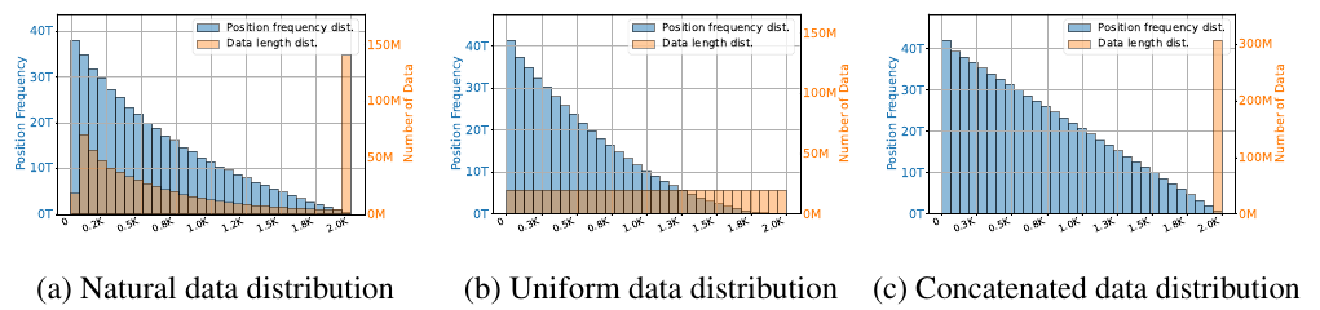 Position frequency dist.
Data length dist.
40T
30T
20T
10T
0T
Position Frequency
150M
100M
50M
0M
Number of Data
0 0.2K 0.5K 0.8K 1.0K 1.2K 1.5K 1.8K 2.0K
(a) Natural data distribution
Position frequency dist.
Data length dist.
40T
30T
20T
10T
0T
Position Frequency
150M
100M
50M
0M
Number of Data
0 0.3K 0.5K 0.8K 1.0K 1.3K 1.5K 1.8K 2.0K
(b) Uniform data distribution
Position frequency dist.
Data length dist.
40T
30T
20T
10T
0T
Position Frequency
300M
200M
100M
0M
Number of Data
0 0.3K 0.5K 0.8K 1.0K 1.3K 1.5K 1.8K 2.0K
(c) Concatenated data distribution